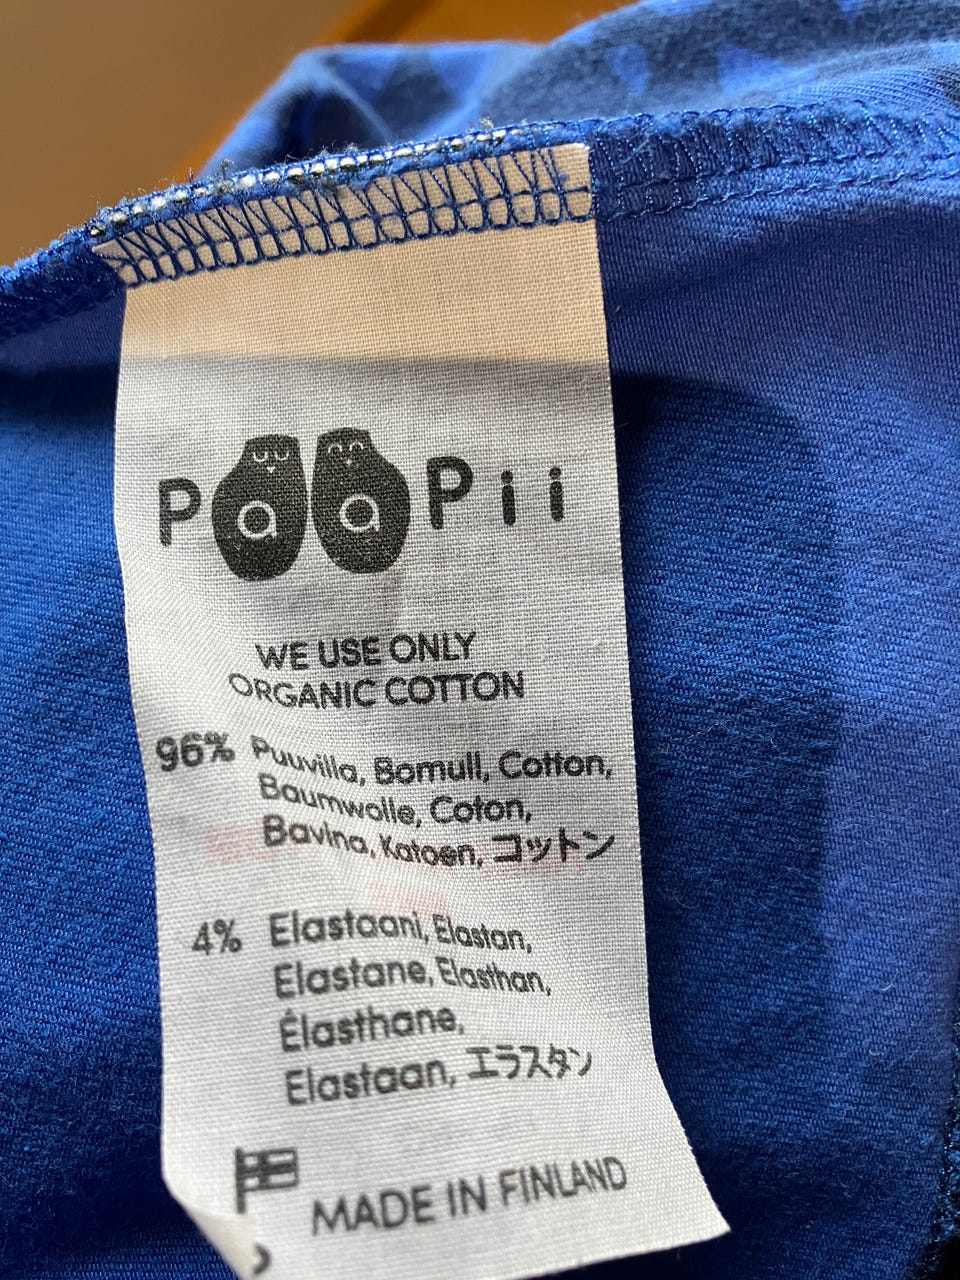 PaaPii
WE USE ONLY
ORGANIC COTTON
96% Puuvilla, Bomull, Cotton,
Baumwolle, Coton,
Bavlna, Katoen, コットン
4% Elastaani, Elastan,
Elastane, Elasthan,
Élasthane,
Elastaan, エラスタン
MADE IN FINLAND